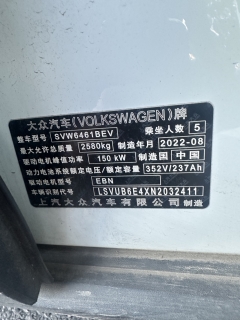 大众汽车(VOLKSWAGEN)牌
整车型号 SVW6461BEV 乘坐人数 5
最大允许总质量 2580kg 制造年月 2022-08
驱动电机峰值功率 150 kW 制造国 中国
动力电池系统额定电压/额定容量 352V/237Ah
驱动电机型号 EBN
车辆识别代号 LSVUB6E4XN2032411
上汽大众汽车有限公司制造